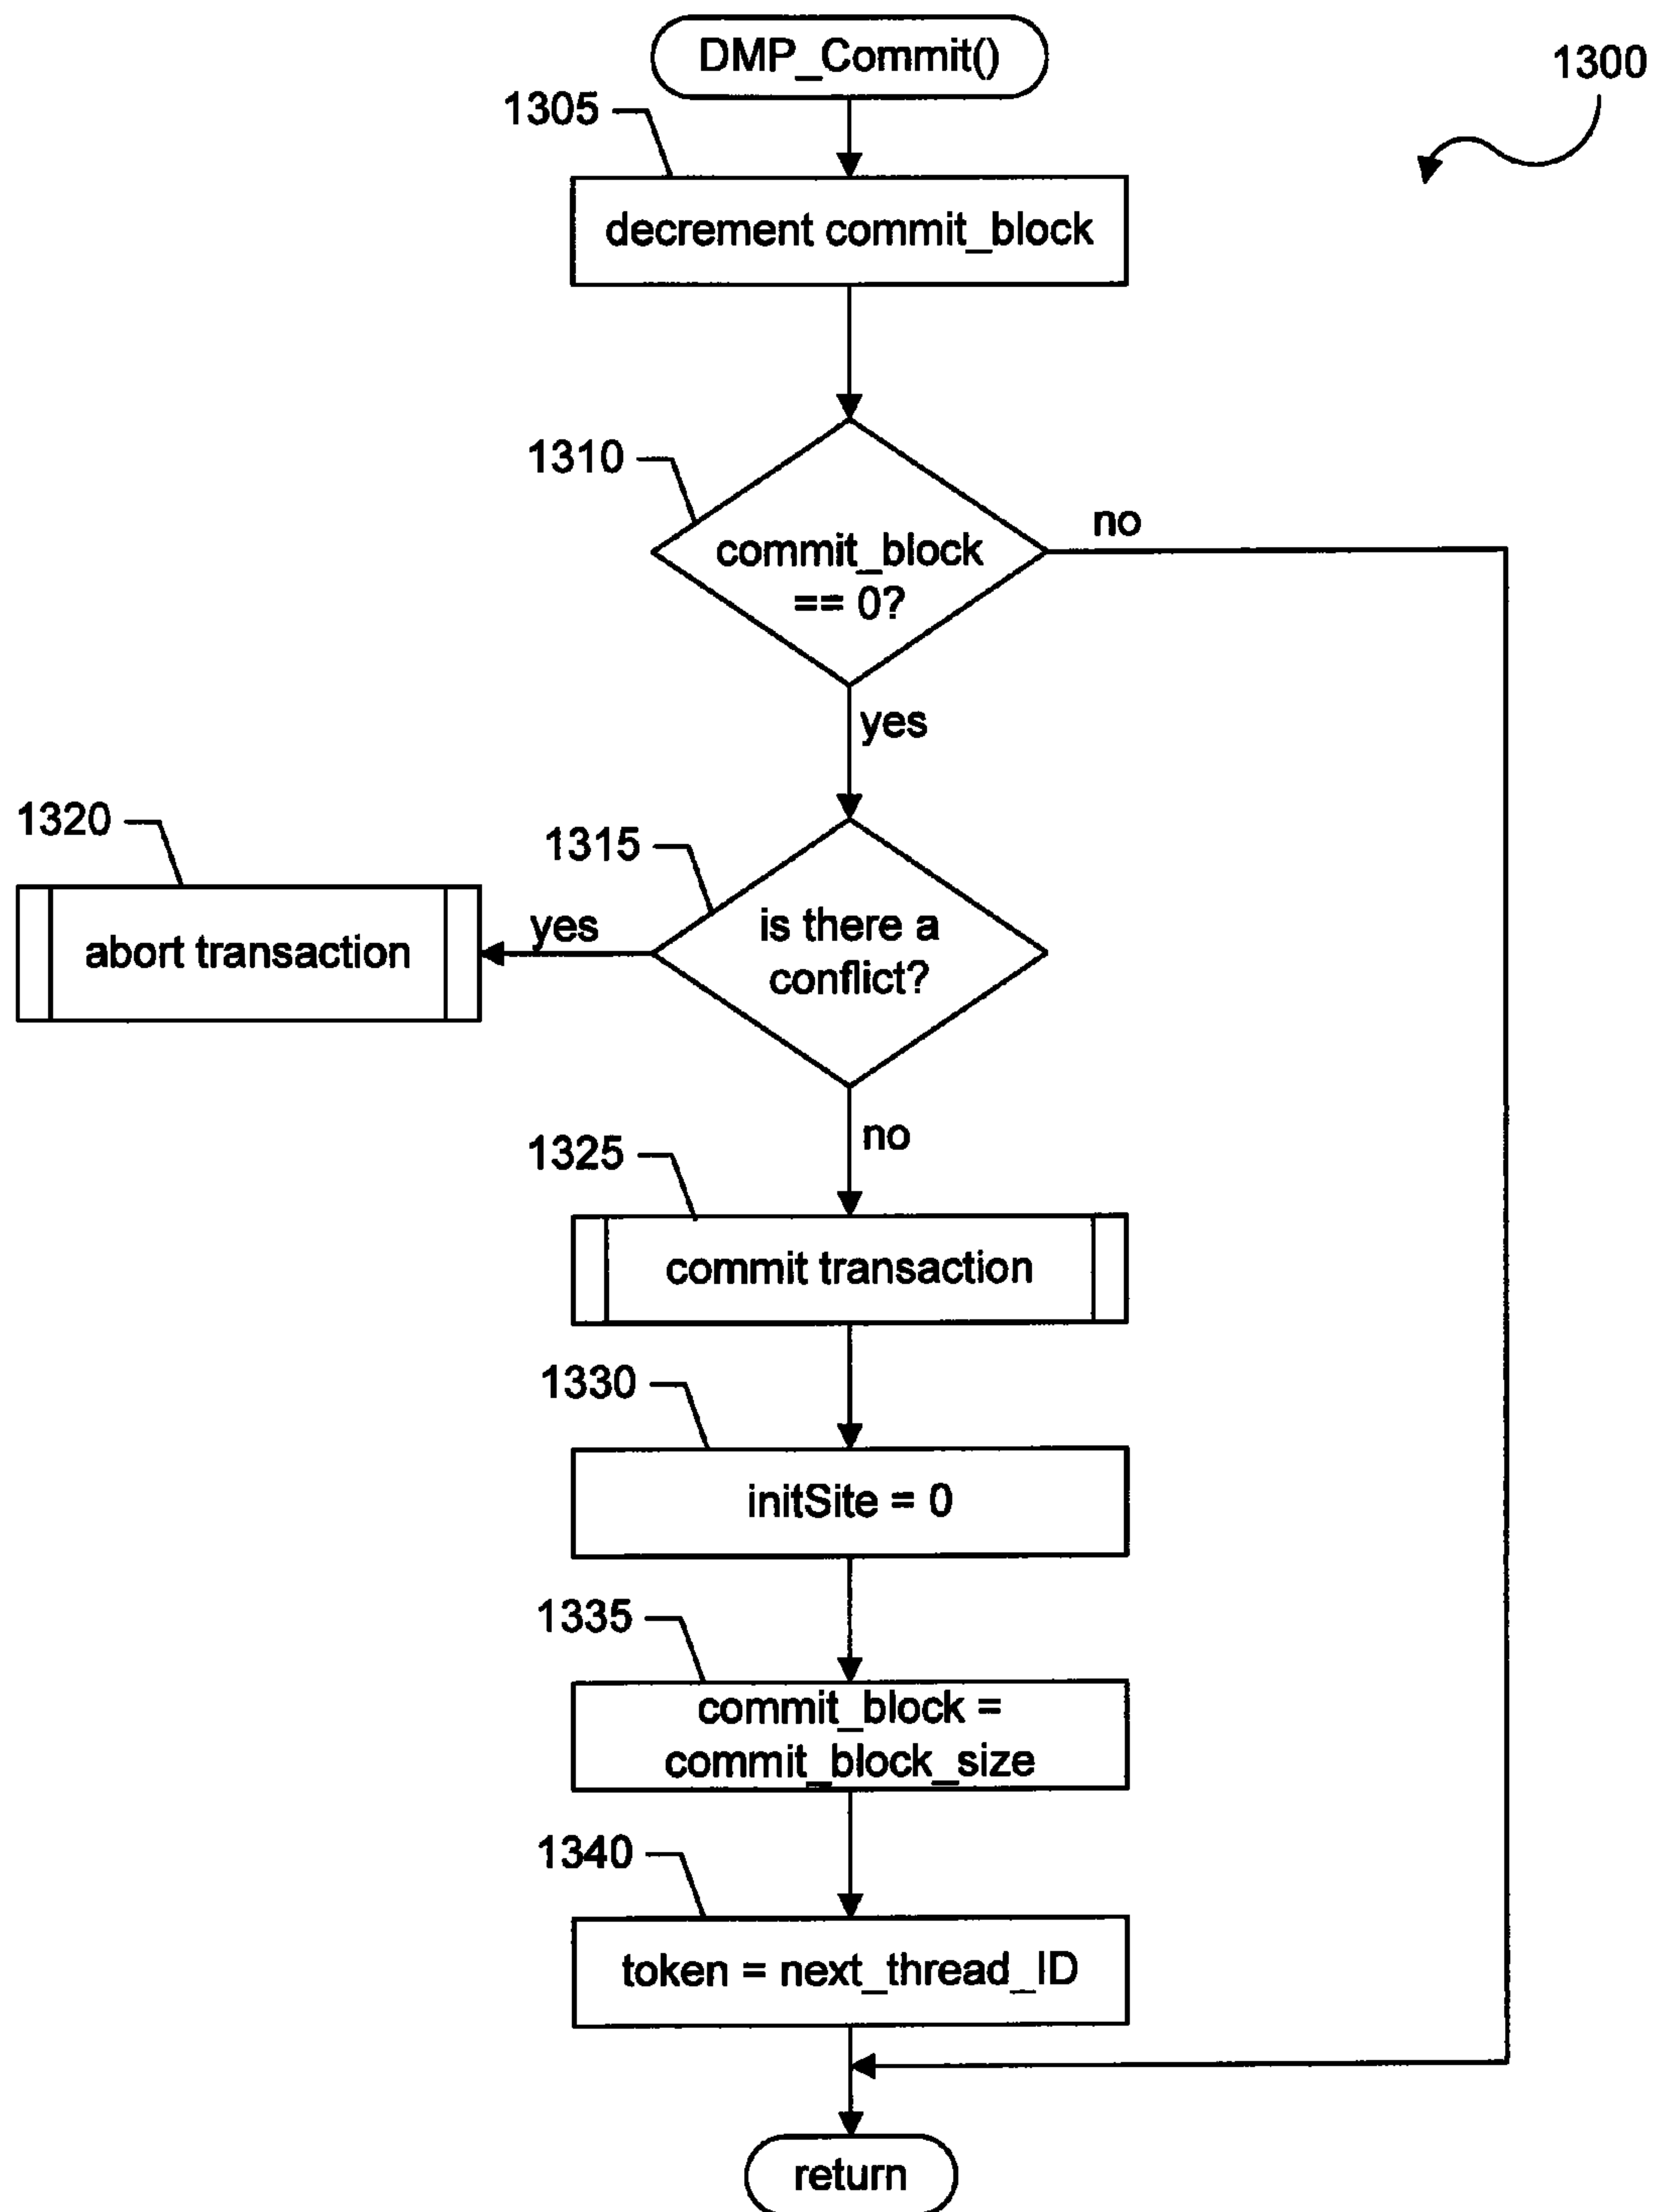 DMP_Commit()
1300
1305
decrement commit_block
1310
commit_block
== 0?
no
yes
1320
1315
abort transaction
yes
is there a
conflict?
no
1325
commit transaction
1330
initSite = 0
1335
commit_block =
commit_block_size
1340
token = next_thread_ID
return